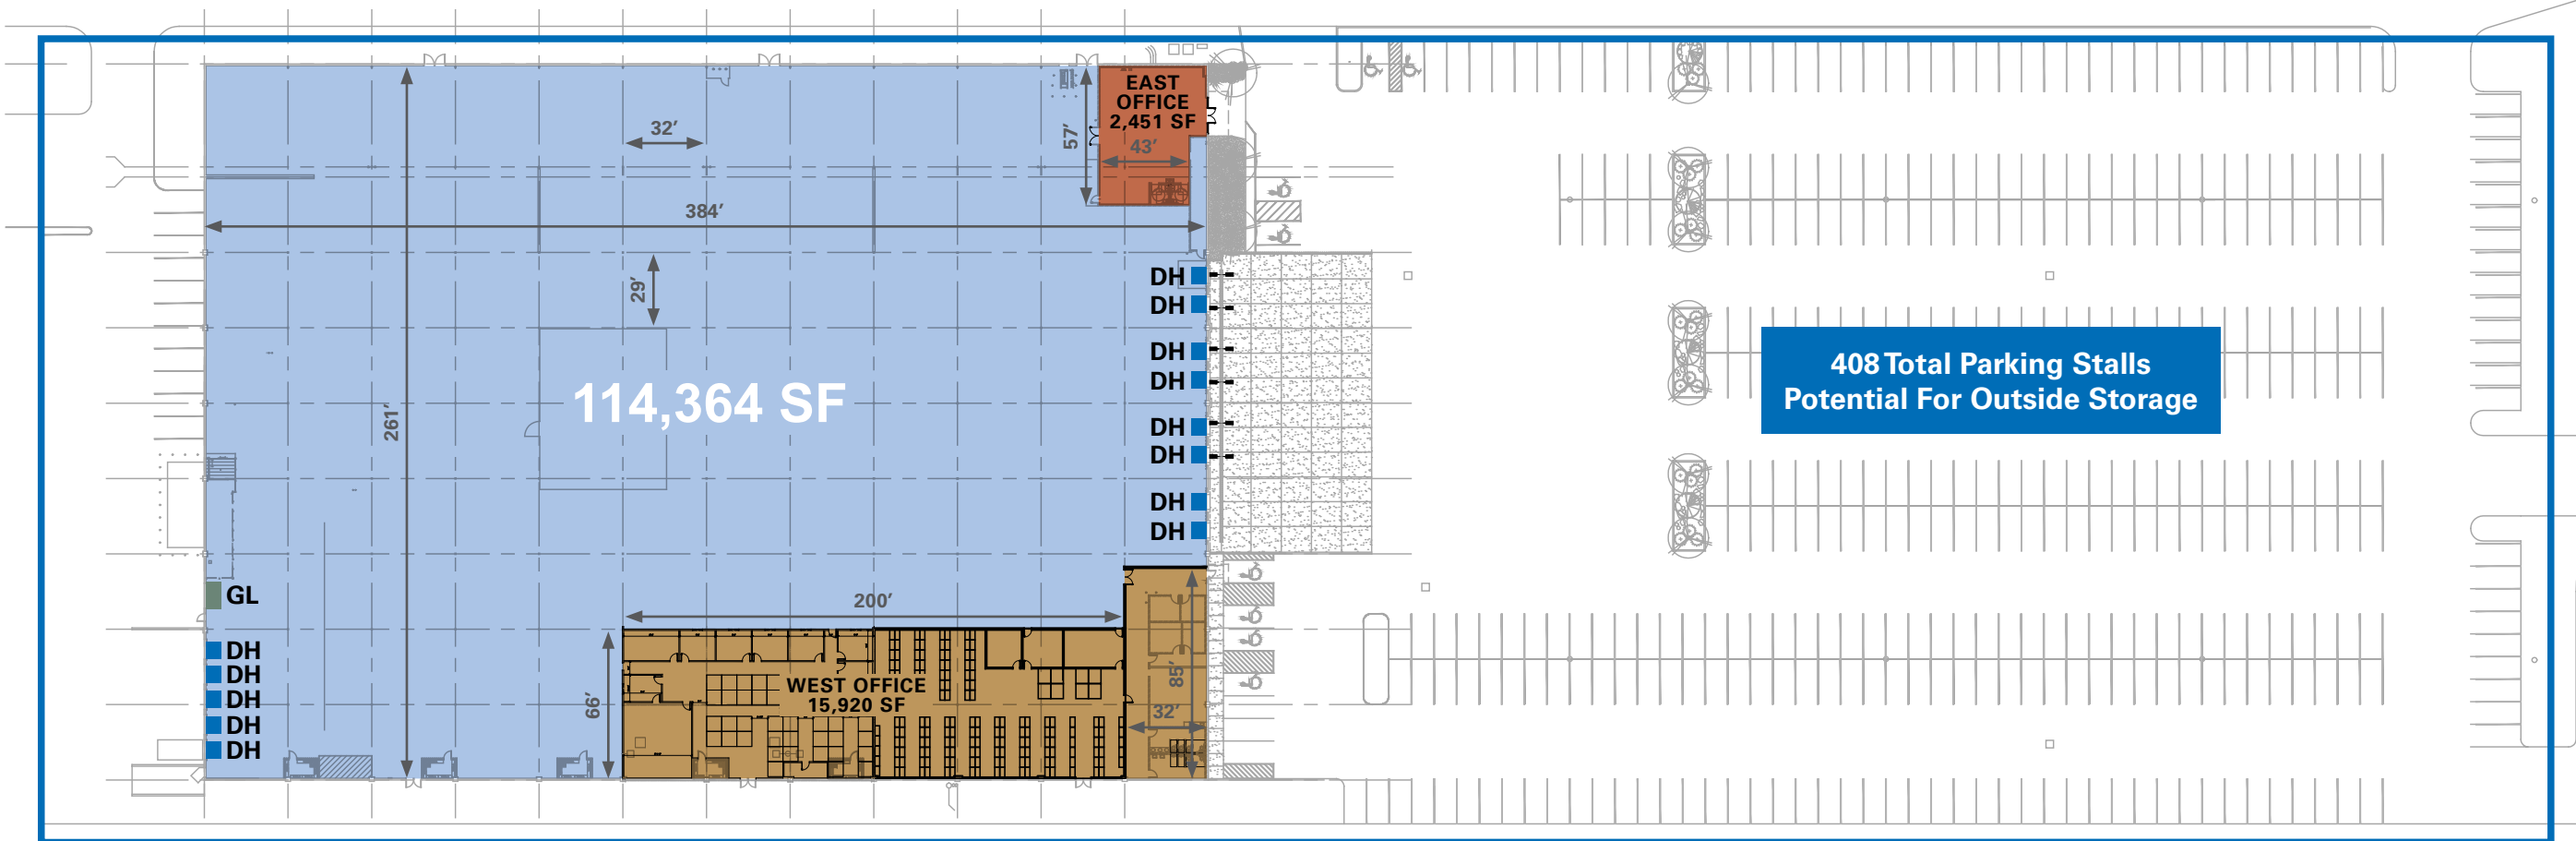 EAST
OFFICE
2,451 SF
57'
43'
32'
384'
29'
261'
114,364 SF
DH
DH
DH
DH
DH
DH
DH
DH
408 Total Parking Stalls
Potential For Outside Storage
GL
DH
DH
DH
DH
DH
200'
66'
WEST OFFICE
15,920 SF
85'
32'